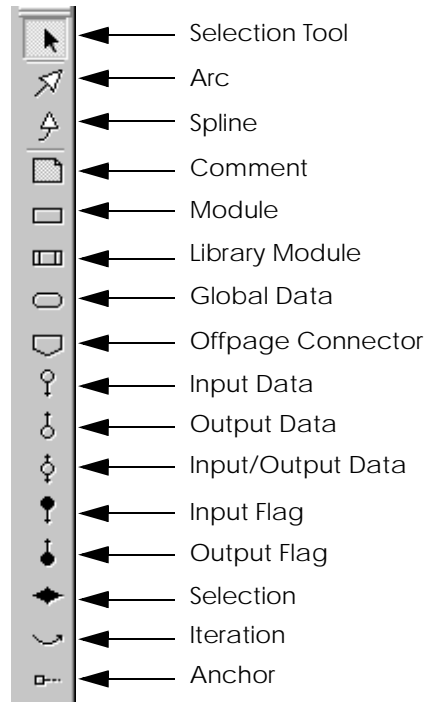 Selection Tool
Arc
Spline
Comment
Module
Library Module
Global Data
Offpage Connector
Input Data
Output Data
Input/Output Data
Input Flag
Output Flag
Selection
Iteration
Anchor